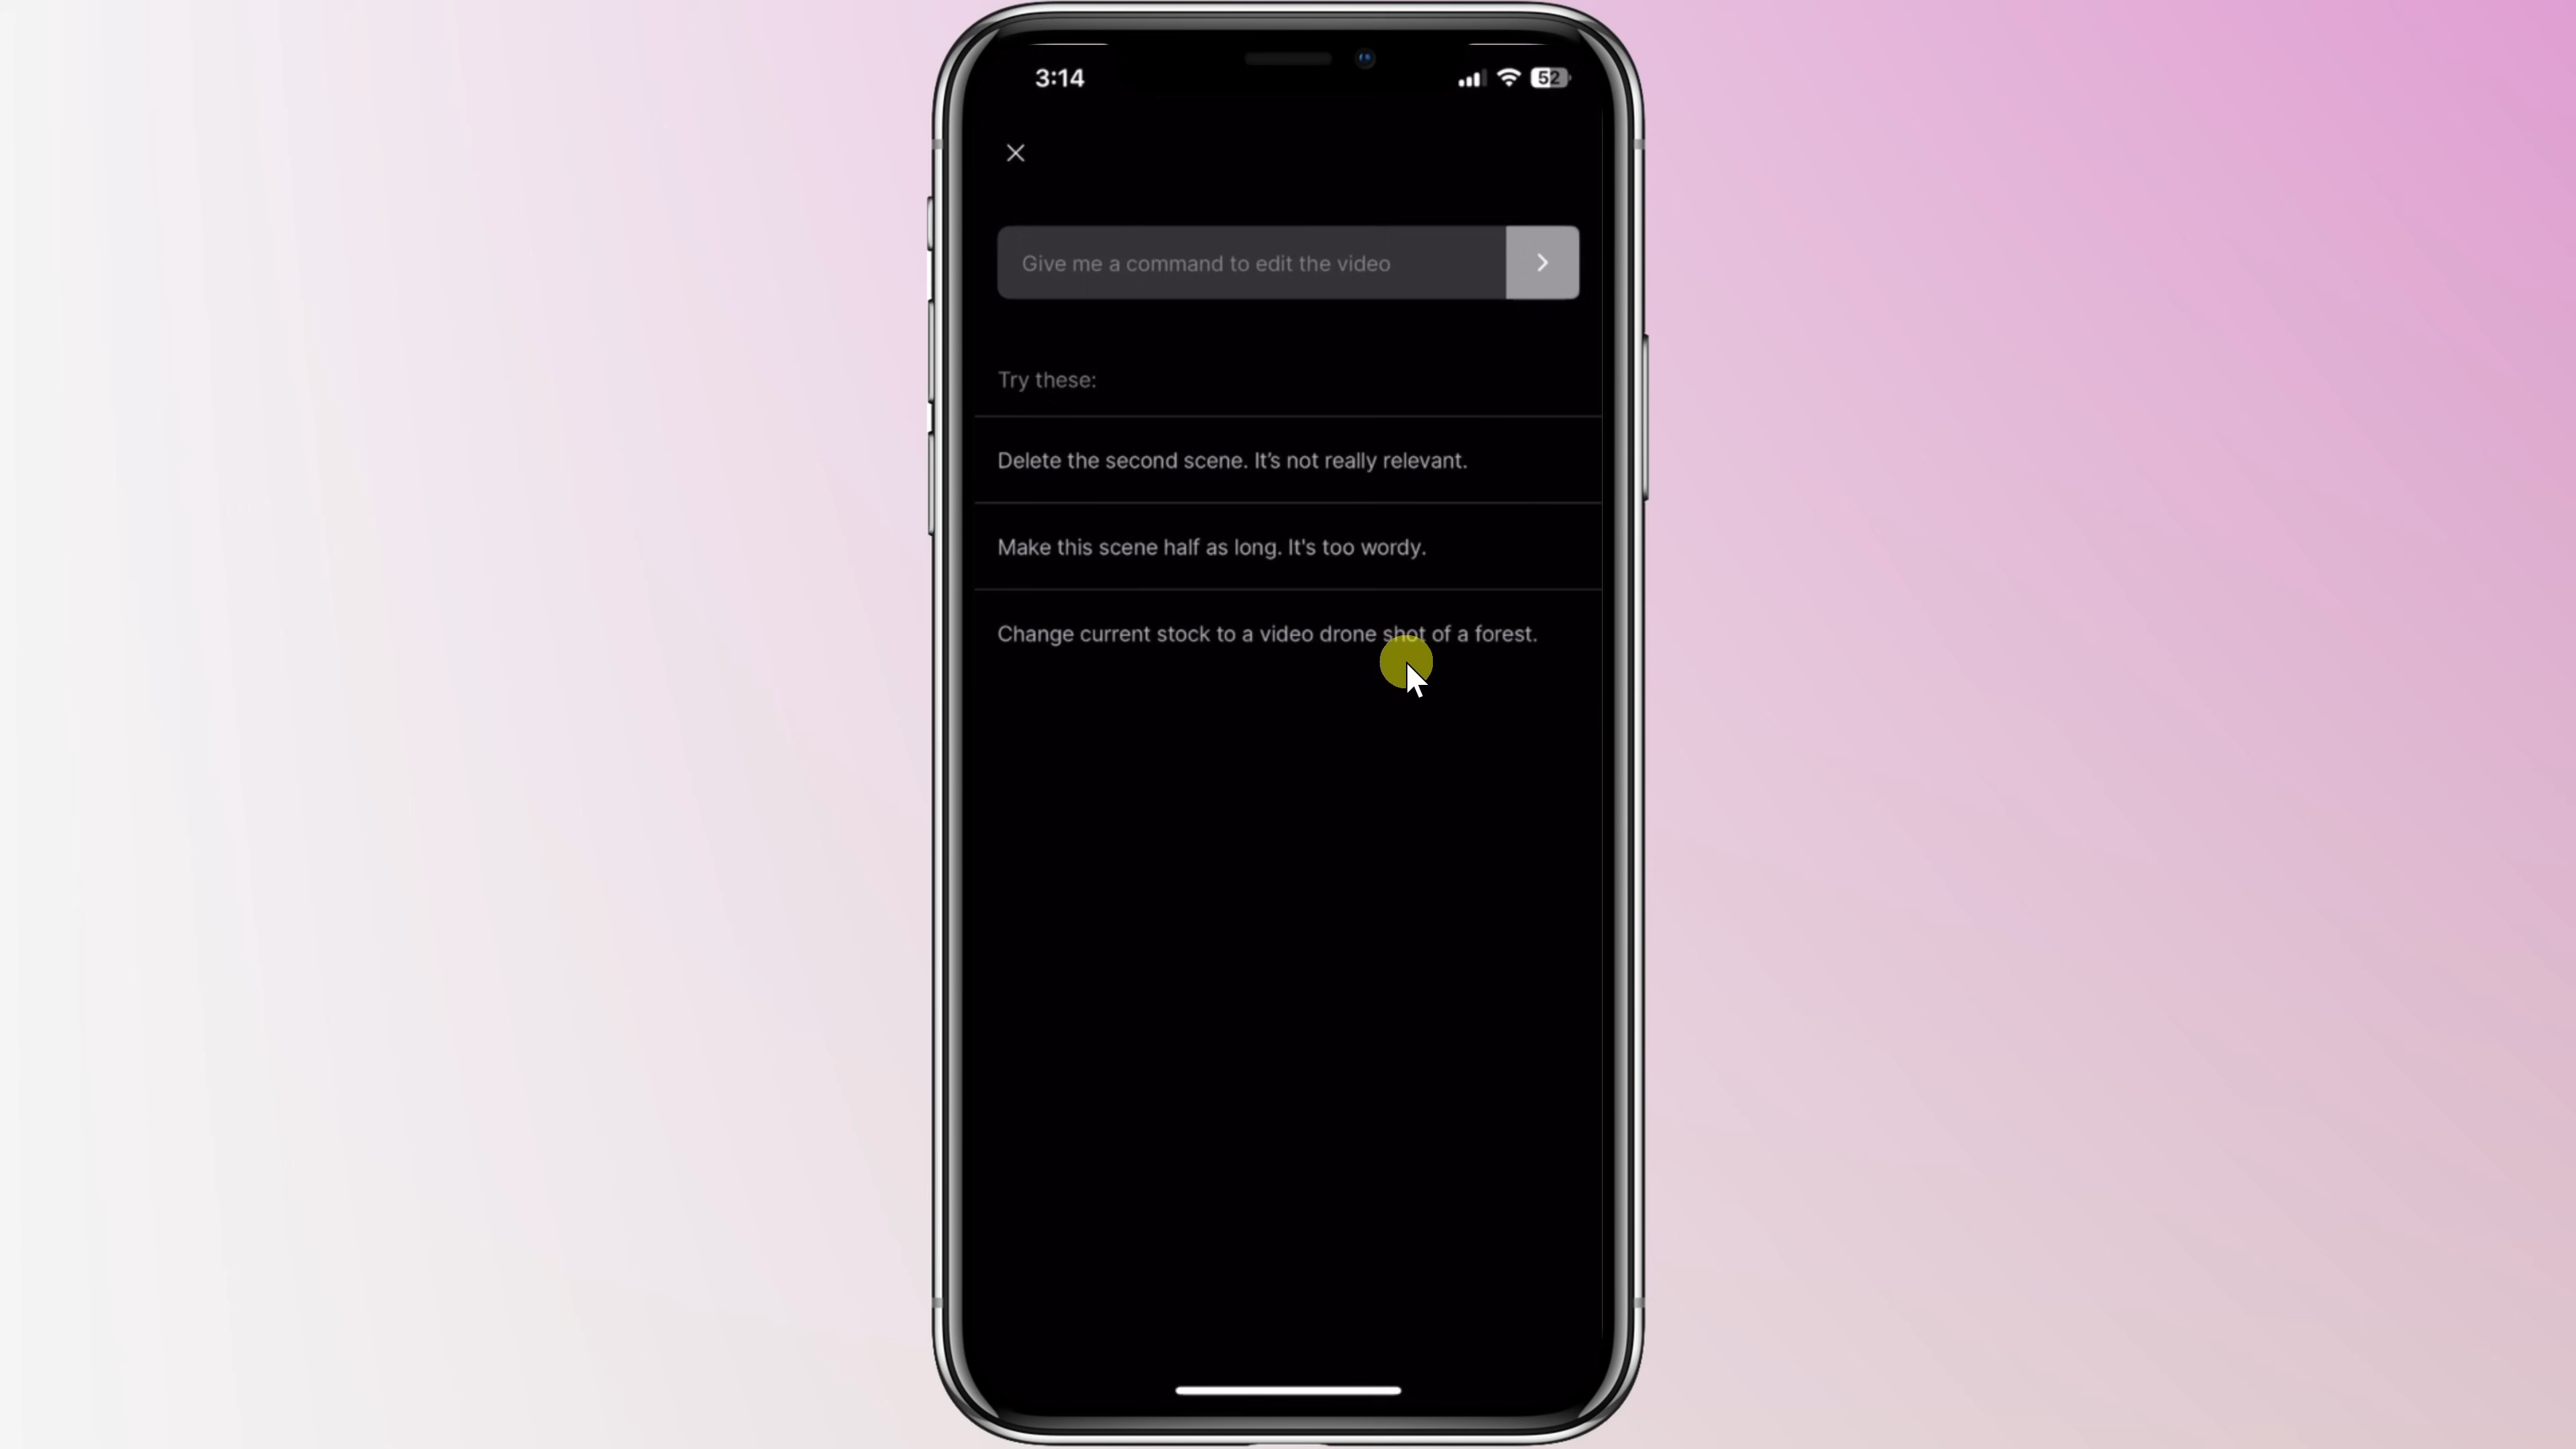 3:14
52
Give me a command to edit the video
Try these:
Delete the second scene. It’s not really relevant.
Make this scene half as long. It's too wordy.
Change current stock to a video drone shot of a forest.